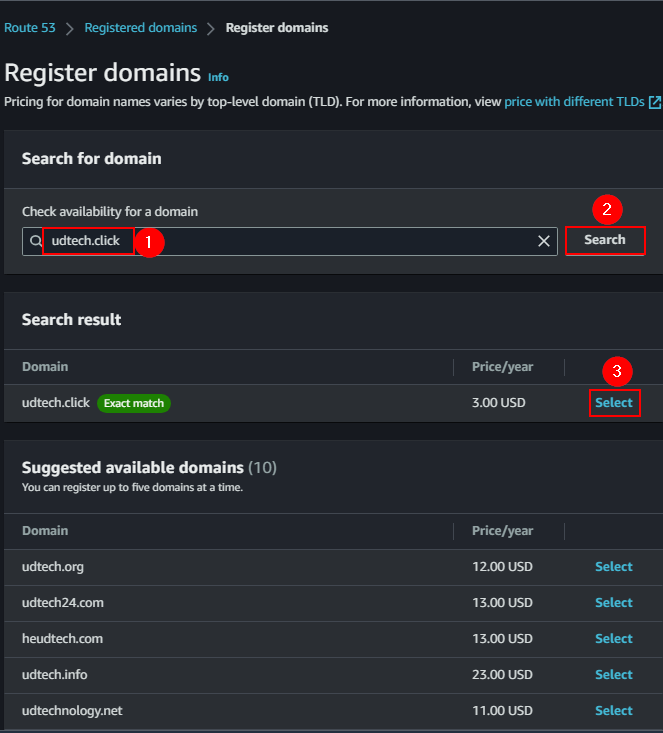 Route 53 > Registered domains > Register domains
Register domains Info
Pricing for domain names varies by top-level domain (TLD). For more information, view price with different TLDs
Search for domain
Check availability for a domain
2
udtech.click 1 Search
Search result
Domain Price/year
3
udtech.click Exact match 3.00 USD Select
Suggested available domains (10)
You can register up to five domains at a time.
Domain Price/year
udtech.org 12.00 USD Select
udtech24.com 13.00 USD Select
heudtech.com 13.00 USD Select
udtech.info 23.00 USD Select
udtechnology.net 11.00 USD Select